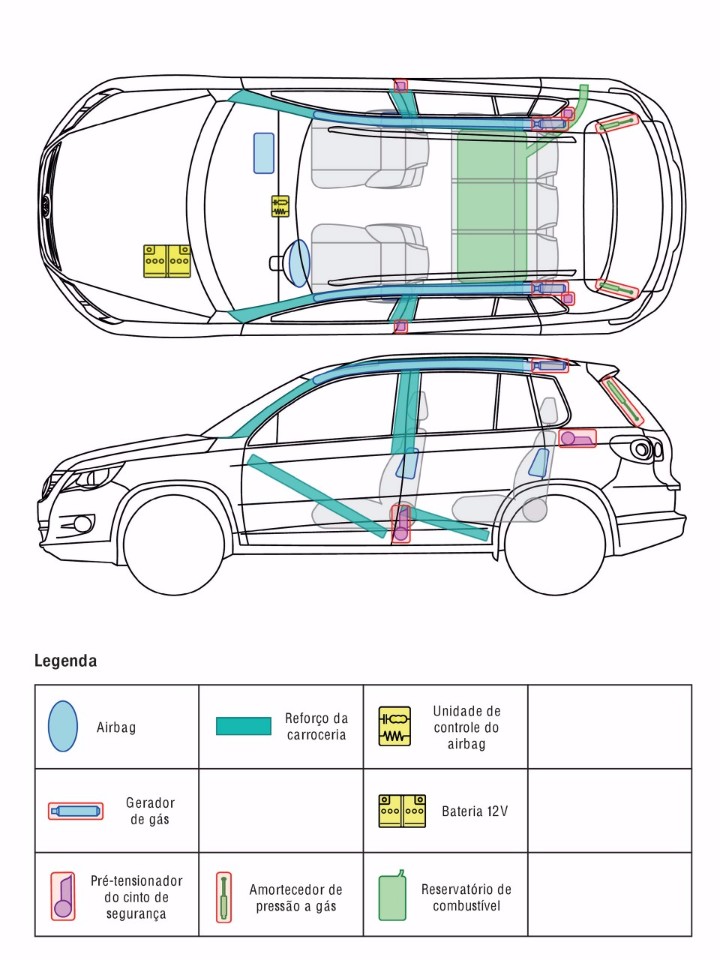 Legenda
Airbag
Reforço da
carroceria
Unidade de
controle do
airbag
Gerador
de gás
Bateria 12V
Pré-tensionador
do cinto de
segurança
Amortecedor de
pressão a gás
Reservatório de
combustível